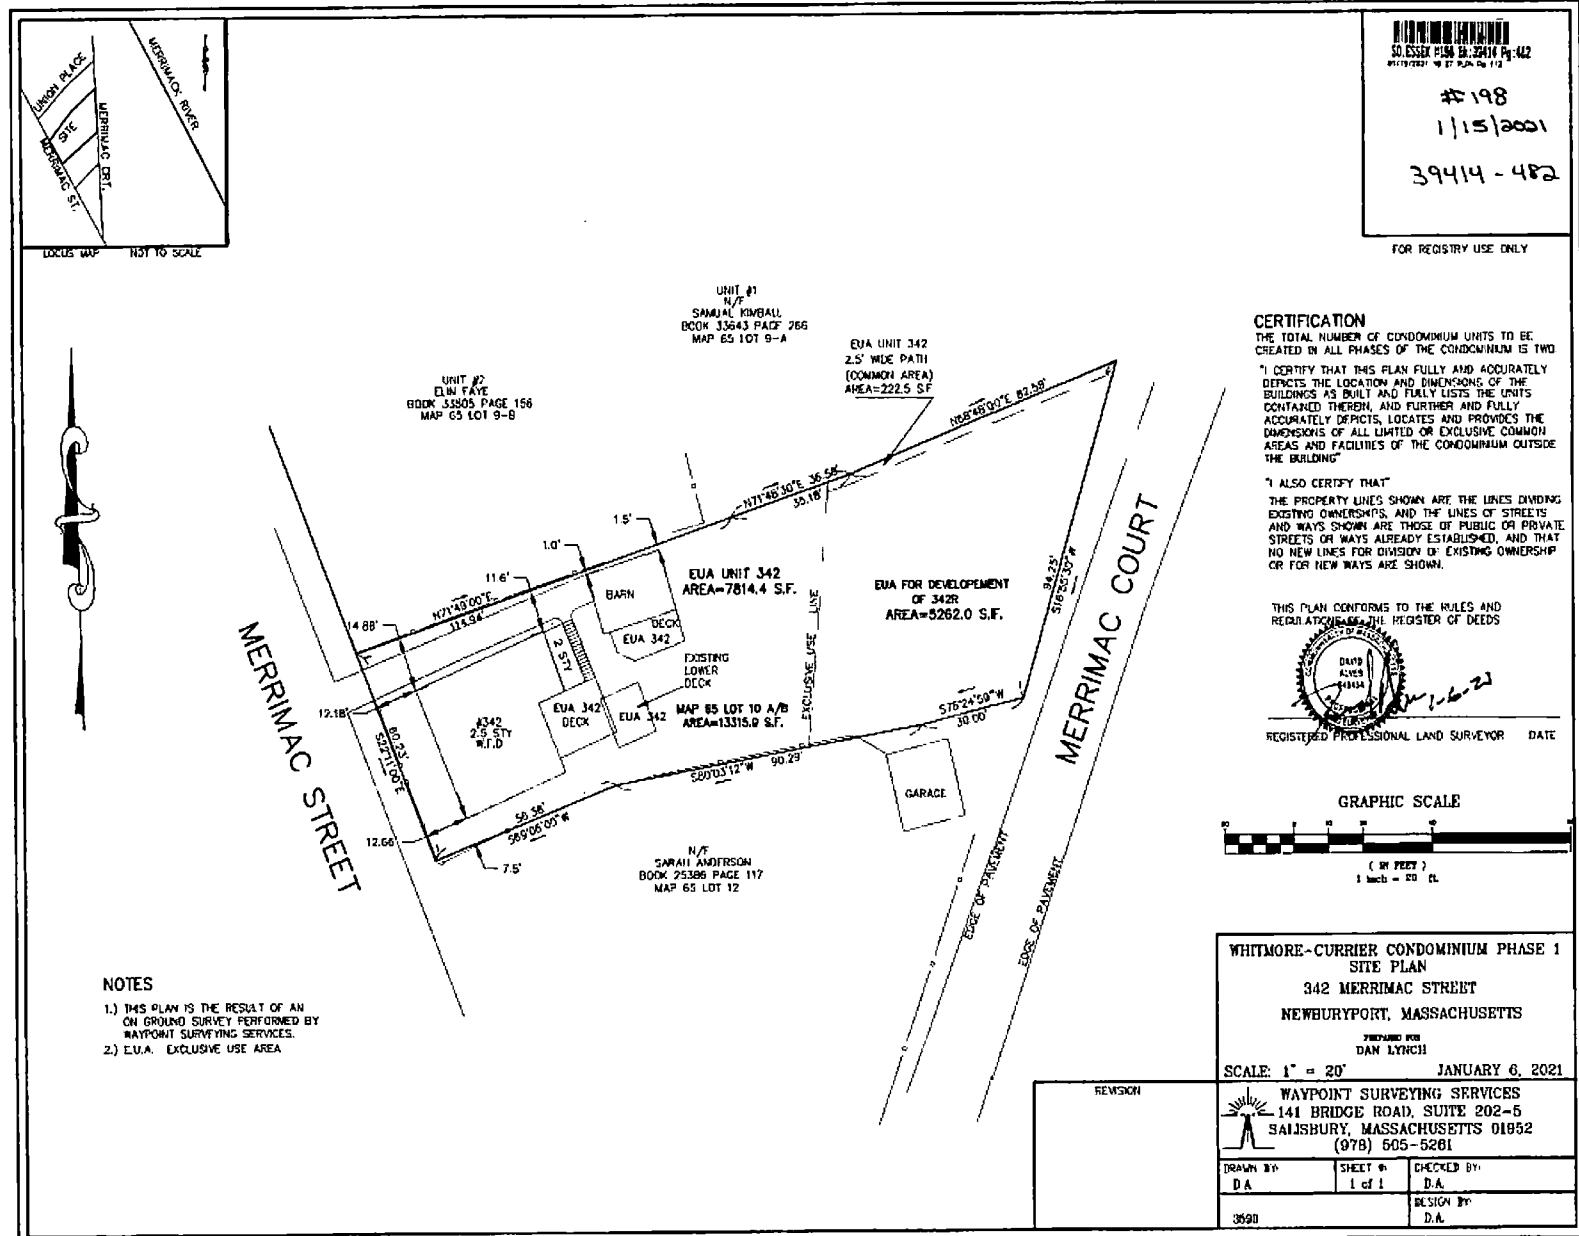 UNION PLACE
SITE
MERRIMAC ST.
MERRIMAC CRT.
MERRIMACK RIVER
LOCUS MAP NOT TO SCALE
SO.ESSEX #198 Bk:39414 Pg:482
#198
1/15/2021
39414-482
FOR REGISTRY USE ONLY
UNIT #1
N/F
SAMUAL KIMBALL
BOOK 33643 PAGE 266
MAP 65 LOT 9-A
UNIT #2
ELIN FAYE
BOOK 33805 PAGE 156
MAP 65 LOT 9-B
EUA UNIT 342
2.5' WIDE PATH
(COMMON AREA)
AREA=222.5 S.F
N68°48'00"E 82.58'
N71°48'30"E 36.58'
35.18'
1.5'
1.0'
11.6'
N71°49'00"E
114.94'
14.88'
BARN
DECK
EUA 342
2 STY
EUA UNIT 342
AREA=7814.4 S.F.
EXISTING
LOWER
DECK
EUA 342
DECK
EUA 342
MAP 65 LOT 10 A/B
AREA=13315.9 S.F.
EXCLUSIVE USE LINE
EUA FOR DEVELOPEMENT
OF 342R
AREA=5262.0 S.F.
94.25'
S16°55'30"W
S76°24'59"W
30.00'
S80°03'12"W 90.29'
#342
2.5 STY
W.F.D
12.18'
60.23'
S22°11'00"E
12.66'
56.38'
S69°06'00"W
7.5'
GARAGE
MERRIMAC STREET
MERRIMAC COURT
EDGE OF PAVEMENT
EDGE OF PAVEMENT
N/F
SARAH ANDERSON
BOOK 25386 PAGE 117
MAP 65 LOT 12
CERTIFICATION
THE TOTAL NUMBER OF CONDOMINIUM UNITS TO BE
CREATED IN ALL PHASES OF THE CONDOMINIUM IS TWO
"I CERTIFY THAT THIS PLAN FULLY AND ACCURATELY
DEPICTS THE LOCATION AND DIMENSIONS OF THE
BUILDINGS AS BUILT AND FULLY LISTS THE UNITS
CONTAINED THEREIN, AND FURTHER AND FULLY
ACCURATELY DEPICTS, LOCATES AND PROVIDES THE
DIMENSIONS OF ALL LIMITED OR EXCLUSIVE COMMON
AREAS AND FACILITIES OF THE CONDOMINIUM OUTSIDE
THE BUILDING"
"I ALSO CERTIFY THAT"
THE PROPERTY LINES SHOWN ARE THE LINES DIVIDING
EXISTING OWNERSHIPS, AND THE LINES OF STREETS
AND WAYS SHOWN ARE THOSE OF PUBLIC OR PRIVATE
STREETS OR WAYS ALREADY ESTABLISHED, AND THAT
NO NEW LINES FOR DIVISION OF EXISTING OWNERSHIP
OR FOR NEW WAYS ARE SHOWN.
THIS PLAN CONFORMS TO THE RULES AND
REGULATIONS OF THE REGISTER OF DEEDS
DAVID
REGISTERED PROFESSIONAL LAND SURVEYOR DATE
GRAPHIC SCALE
( IN FEET )
1 inch = 20 ft.
NOTES
1.) THIS PLAN IS THE RESULT OF AN
ON GROUND SURVEY PERFORMED BY
WAYPOINT SURVEYING SERVICES.
2.) E.U.A. EXCLUSIVE USE AREA
WHITMORE-CURRIER CONDOMINIUM PHASE 1
SITE PLAN
342 MERRIMAC STREET
NEWBURYPORT, MASSACHUSETTS
PREPARED FOR
DAN LYNCH
SCALE: 1" = 20' JANUARY 6, 2021
REVISION
WAYPOINT SURVEYING SERVICES
141 BRIDGE ROAD, SUITE 202-5
SALISBURY, MASSACHUSETTS 01952
(978) 505-5261
DRAWN BY: SHEET #: CHECKED BY:
D.A. 1 of 1 D.A.
DESIGN BY:
3690 D.A.